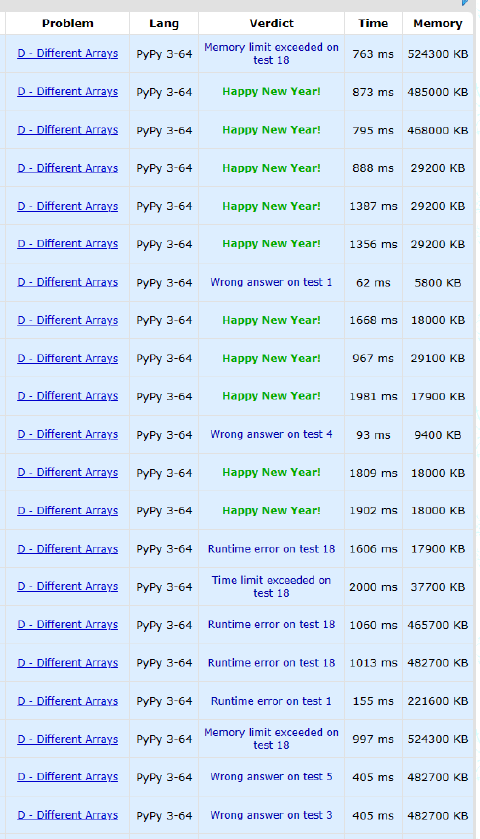 Problem Lang Verdict Time Memory
D - Different Arrays PyPy 3-64 Memory limit exceeded on test 18 763 ms 524300 KB
D - Different Arrays PyPy 3-64 Happy New Year! 873 ms 485000 KB
D - Different Arrays PyPy 3-64 Happy New Year! 795 ms 468000 KB
D - Different Arrays PyPy 3-64 Happy New Year! 888 ms 29200 KB
D - Different Arrays PyPy 3-64 Happy New Year! 1387 ms 29200 KB
D - Different Arrays PyPy 3-64 Happy New Year! 1356 ms 29200 KB
D - Different Arrays PyPy 3-64 Wrong answer on test 1 62 ms 5800 KB
D - Different Arrays PyPy 3-64 Happy New Year! 1668 ms 18000 KB
D - Different Arrays PyPy 3-64 Happy New Year! 967 ms 29100 KB
D - Different Arrays PyPy 3-64 Happy New Year! 1981 ms 17900 KB
D - Different Arrays PyPy 3-64 Wrong answer on test 4 93 ms 9400 KB
D - Different Arrays PyPy 3-64 Happy New Year! 1809 ms 18000 KB
D - Different Arrays PyPy 3-64 Happy New Year! 1902 ms 18000 KB
D - Different Arrays PyPy 3-64 Runtime error on test 18 1606 ms 17900 KB
D - Different Arrays PyPy 3-64 Time limit exceeded on test 18 2000 ms 37700 KB
D - Different Arrays PyPy 3-64 Runtime error on test 18 1060 ms 465700 KB
D - Different Arrays PyPy 3-64 Runtime error on test 18 1013 ms 482700 KB
D - Different Arrays PyPy 3-64 Runtime error on test 1 155 ms 221600 KB
D - Different Arrays PyPy 3-64 Memory limit exceeded on test 18 997 ms 524300 KB
D - Different Arrays PyPy 3-64 Wrong answer on test 5 405 ms 482700 KB
D - Different Arrays PyPy 3-64 Wrong answer on test 3 405 ms 482700 KB